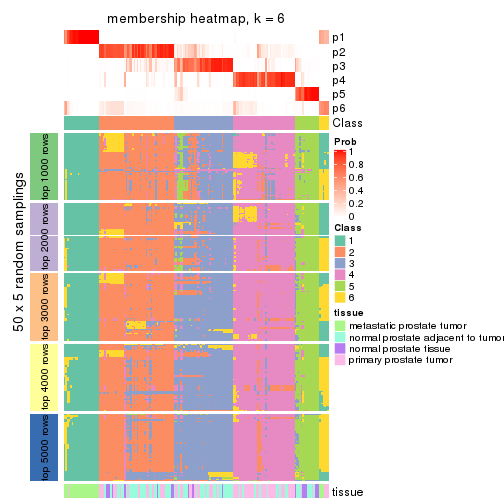 membership heatmap, k = 6
p1
p2
p3
p4
p5
p6
Class
50 x 5 random samplings
top 1000 rows
top 2000 rows
top 3000 rows
top 4000 rows
top 5000 rows
Prob
1
0.8
0.6
0.4
0.2
0
Class
1
2
3
4
5
6
tissue
metastatic prostate tumor
normal prostate adjacent to tumor
normal prostate tissue
primary prostate tumor
tissue